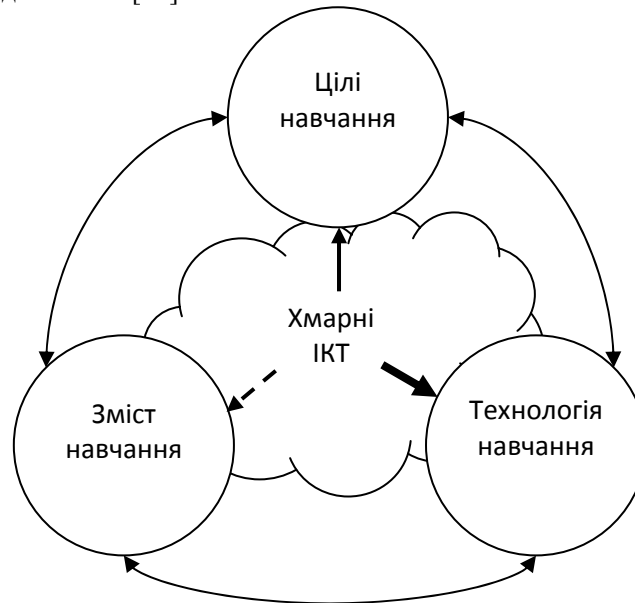 Цілі
навчання
Хмарні
ІКТ
Зміст
навчання
Технологія
навчання